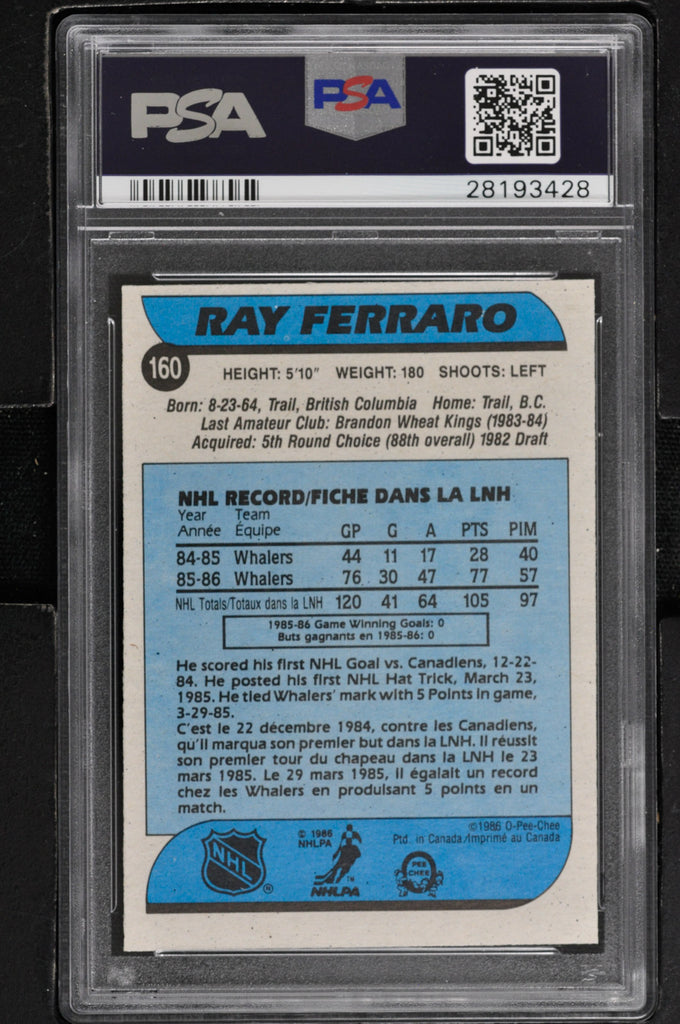 PSA
PSA
28193428
RAY FERRARO
160
HEIGHT: 5'10" WEIGHT: 180 SHOOTS: LEFT
Born: 8-23-64, Trail, British Columbia Home: Trail, B.C.
Last Amateur Club: Brandon Wheat Kings (1983-84)
Acquired: 5th Round Choice (88th overall) 1982 Draft
NHL RECORD/FICHE DANS LA LNH
Year Team
Année Équipe GP G A PTS PIM
84-85 Whalers 44 11 17 28 40
85-86 Whalers 76 30 47 77 57
NHL Totals/Totaux dans la LNH 120 41 64 105 97
1985-86 Game Winning Goals: 0
Buts gagnants en 1985-86: 0
He scored his first NHL Goal vs. Canadiens, 12-22-
84. He posted his first NHL Hat Trick, March 23,
1985. He tied Whalers' mark with 5 Points in game,
3-29-85.
C'est le 22 décembre 1984, contre les Canadiens,
qu'il marqua son premier but dans la LNH. Il réussit
son premier tour du chapeau dans la LNH le 23
mars 1985. Le 29 mars 1985, il égalait un record
chez les Whalers en produisant 5 points en un
match.
©1986 O-Pee-Chee
Ptd. in Canada/Imprimé au Canada
© 1986
NHLPA
NHL
®
NHLPA
TM
PEE
CHEE